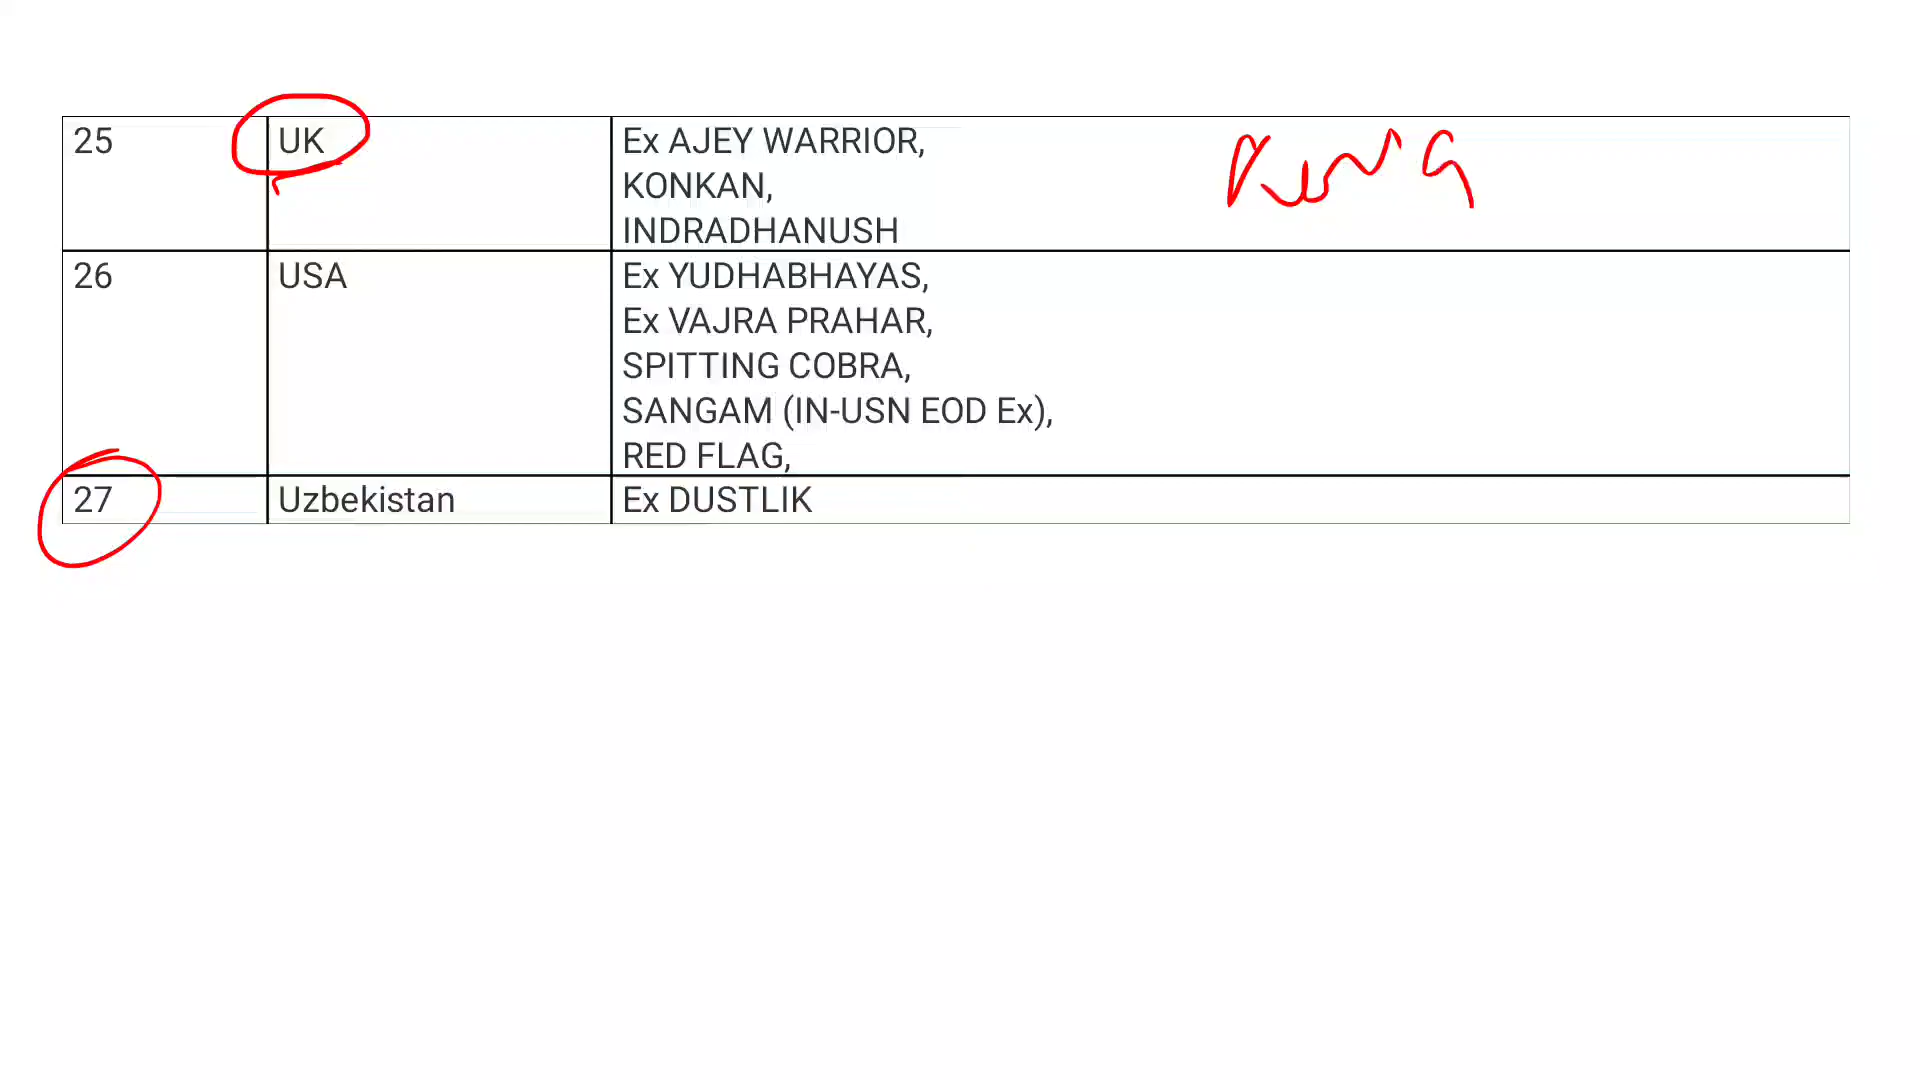 25 UK Ex AJEY WARRIOR,
KONKAN,
INDRADHANUSH
26 USA Ex YUDHABHAYAS,
Ex VAJRA PRAHAR,
SPITTING COBRA,
SANGAM (IN-USN EOD Ex),
RED FLAG,
27 Uzbekistan Ex DUSTLIK